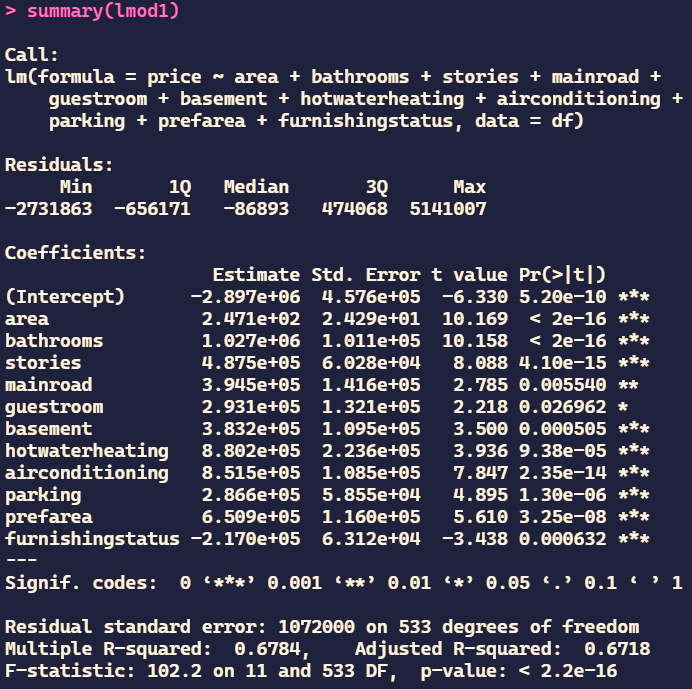 > summary(lmod1)

Call:
lm(formula = price ~ area + bathrooms + stories + mainroad +
    guestroom + basement + hotwaterheating + airconditioning +
    parking + prefarea + furnishingstatus, data = df)

Residuals:
     Min       1Q   Median       3Q      Max
-2731863  -656171   -86893   474068  5141007

Coefficients:
                   Estimate Std. Error t value Pr(>|t|)
(Intercept)      -2.897e+06  4.576e+05  -6.330 5.20e-10 ***
area              2.471e+02  2.429e+01  10.169  < 2e-16 ***
bathrooms         1.027e+06  1.011e+05  10.158  < 2e-16 ***
stories           4.875e+05  6.028e+04   8.088 4.10e-15 ***
mainroad          3.945e+05  1.416e+05   2.785 0.005540 **
guestroom         2.931e+05  1.321e+05   2.218 0.026962 *
basement          3.832e+05  1.095e+05   3.500 0.000505 ***
hotwaterheating   8.802e+05  2.236e+05   3.936 9.38e-05 ***
airconditioning   8.515e+05  1.085e+05   7.847 2.35e-14 ***
parking           2.866e+05  5.855e+04   4.895 1.30e-06 ***
prefarea          6.509e+05  1.160e+05   5.610 3.25e-08 ***
furnishingstatus -2.170e+05  6.312e+04  -3.438 0.000632 ***
---
Signif. codes:  0 ‘***’ 0.001 ‘**’ 0.01 ‘*’ 0.05 ‘.’ 0.1 ‘ ’ 1

Residual standard error: 1072000 on 533 degrees of freedom
Multiple R-squared:  0.6784,    Adjusted R-squared:  0.6718
F-statistic: 102.2 on 11 and 533 DF,  p-value: < 2.2e-16